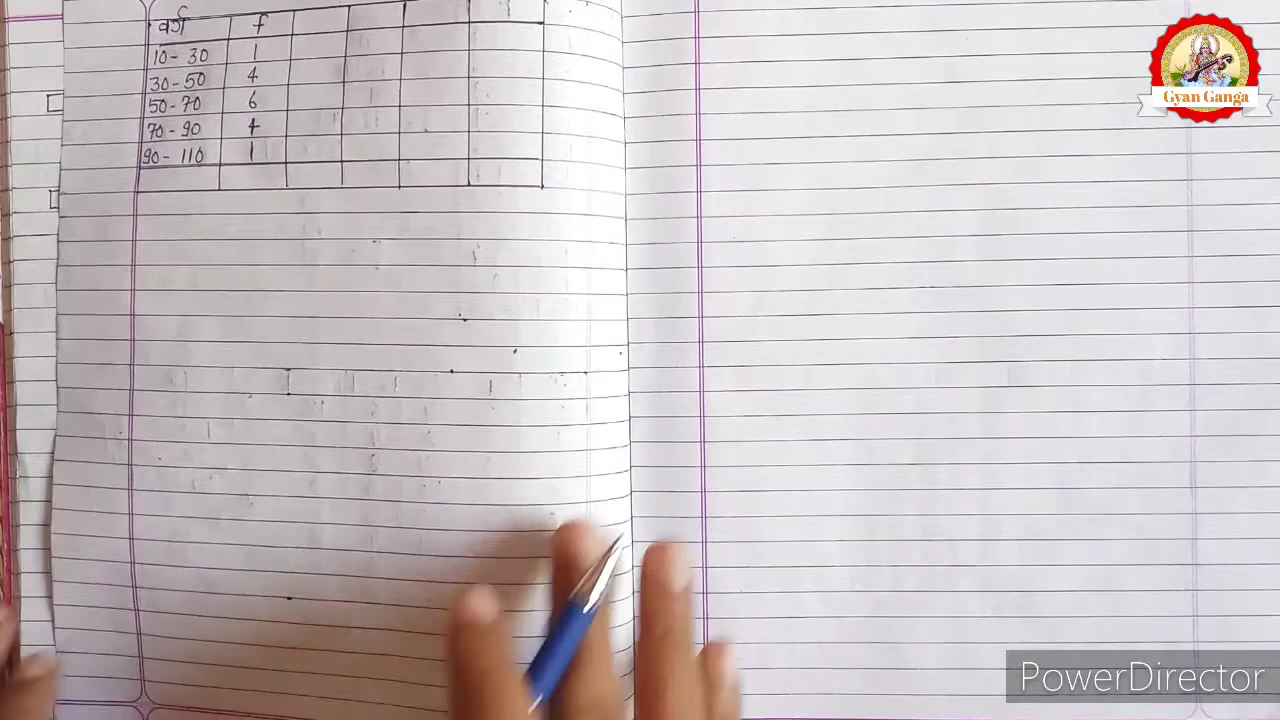 वर्ग f
10 - 30 1
30 - 50 4
50 - 70 6
70 - 90 4
90 - 110 1
Gyan Ganga
PowerDirector